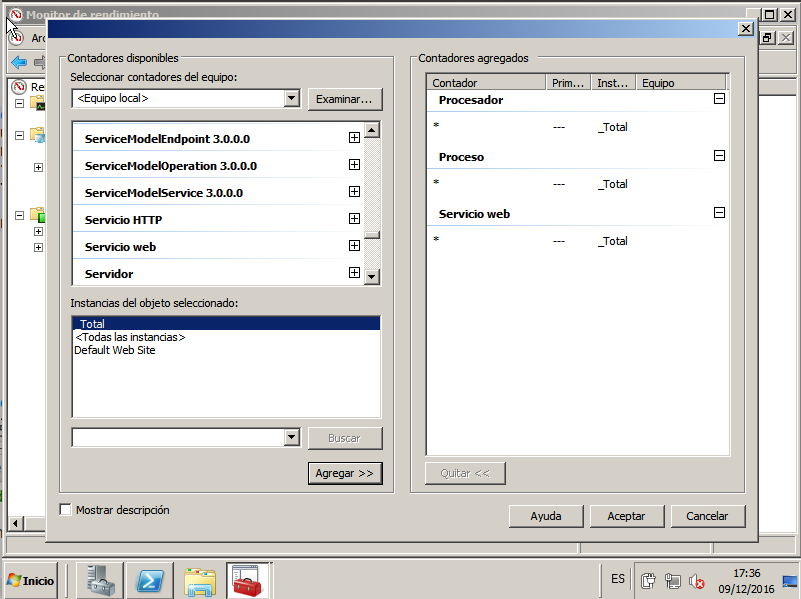 Monitor de rendimiento
Arc
Re
Contadores disponibles
Seleccionar contadores del equipo:
<Equipo local>
Examinar...
ServiceModelEndpoint 3.0.0.0
ServiceModelOperation 3.0.0.0
ServiceModelService 3.0.0.0
Servicio HTTP
Servicio web
Servidor
Instancias del objeto seleccionado:
_Total
<Todas las instancias>
Default Web Site
Buscar
Agregar >>
Mostrar descripción
Contadores agregados
Contador Prim... Inst... Equipo
Procesador
* --- _Total
Proceso
* --- _Total
Servicio web
* --- _Total
Quitar <<
Ayuda Aceptar Cancelar
Inicio ES 17:36
09/12/2016